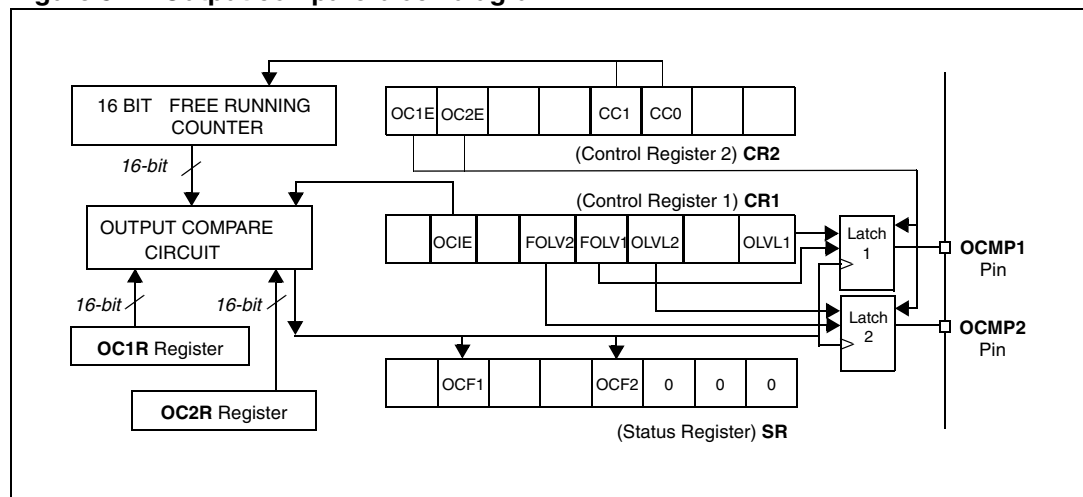 16 BIT FREE RUNNING
COUNTER
OC1E OC2E CC1 CC0
(Control Register 2) CR2
16-bit
(Control Register 1) CR1
OUTPUT COMPARE
CIRCUIT
OCIE FOLV2 FOLV1 OLVL2 OLVL1
Latch
1
OCMP1
Pin
16-bit
16-bit
Latch
2
OCMP2
Pin
OC1R Register
OCF1 OCF2 0 0 0
OC2R Register
(Status Register) SR